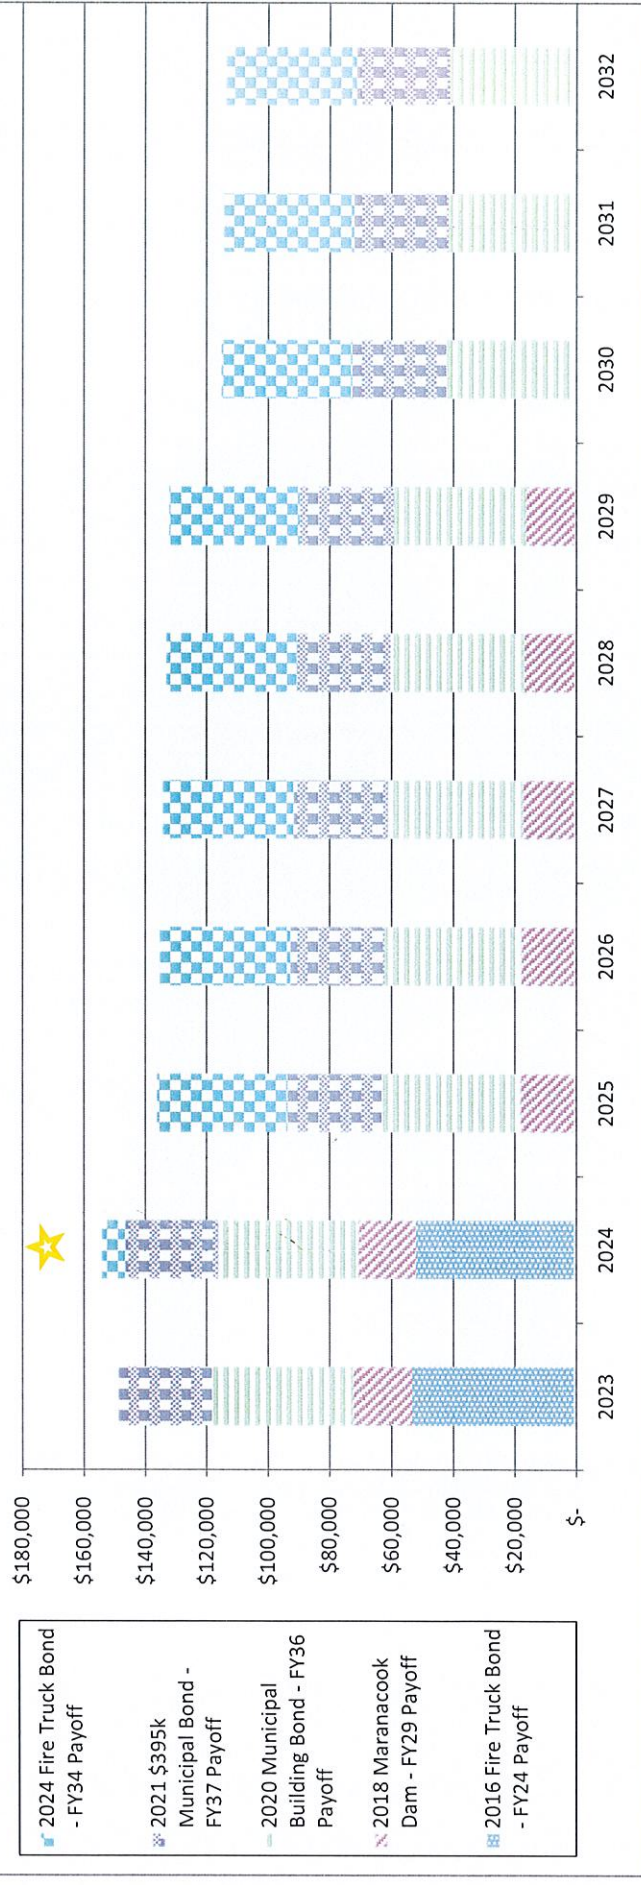 2024 Fire Truck Bond
- FY34 Payoff
2021 $395k
Municipal Bond -
FY37 Payoff
2020 Municipal
Building Bond - FY36
Payoff
2018 Maranacook
Dam - FY29 Payoff
2016 Fire Truck Bond
- FY24 Payoff
$180,000
$160,000
$140,000
$120,000
$100,000
$80,000
$60,000
$40,000
$20,000
$-
2023
2024
2025
2026
2027
2028
2029
2030
2031
2032